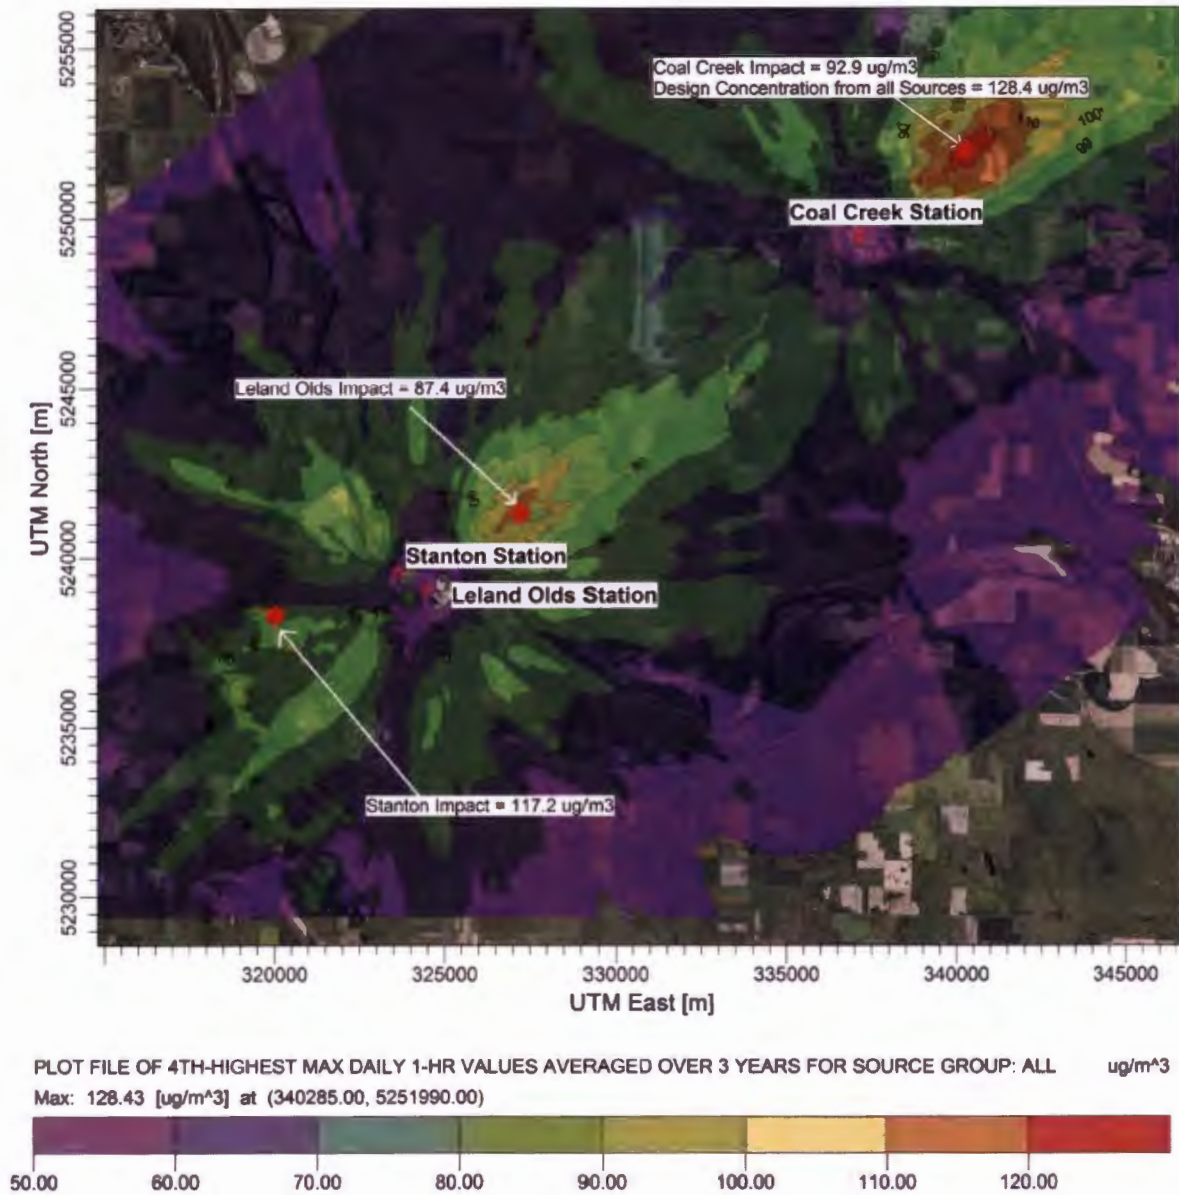 Coal Creek Impact = 92.9 ug/m3
Design Concentration from all Sources = 128.4 ug/m3
90
110
100
90
Coal Creek Station
Leland Olds Impact = 87.4 ug/m3
Stanton Station
Leland Olds Station
Stanton Impact = 117.2 ug/m3
UTM North [m]
5255000
5250000
5245000
5240000
5235000
5230000
320000
325000
330000
335000
340000
345000
UTM East [m]
PLOT FILE OF 4TH-HIGHEST MAX DAILY 1-HR VALUES AVERAGED OVER 3 YEARS FOR SOURCE GROUP: ALL ug/m^3
Max: 128.43 [ug/m^3] at (340285.00, 5251990.00)
50.00 60.00 70.00 80.00 90.00 100.00 110.00 120.00